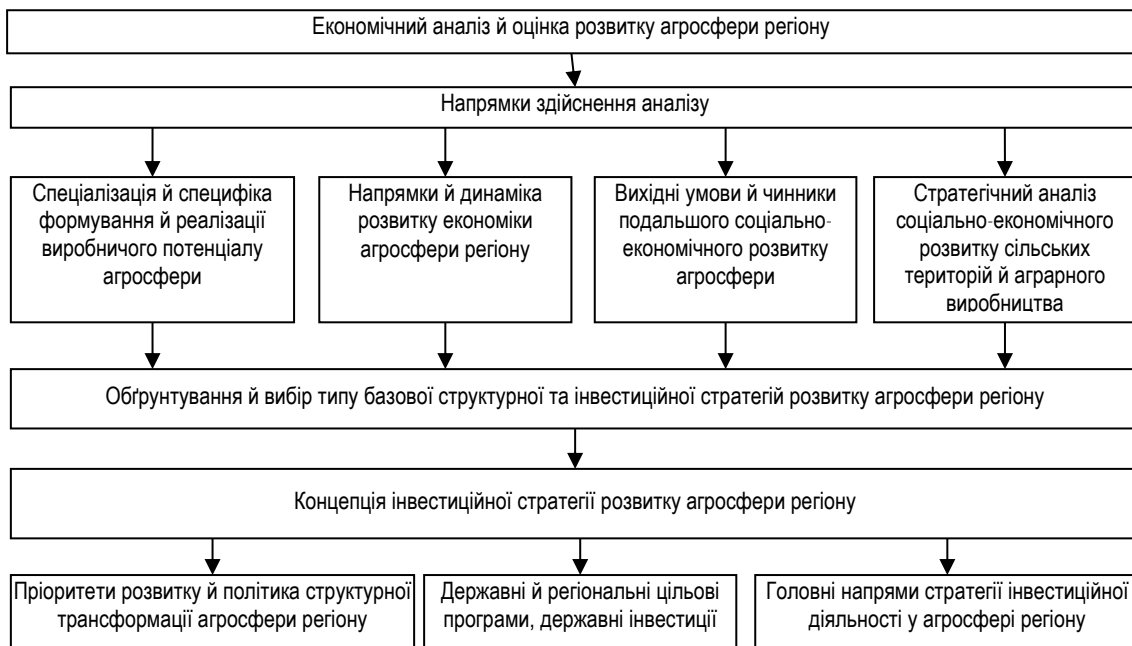 Економічний аналіз й оцінка розвитку агросфери регіону
Напрямки здійснення аналізу
Спеціалізація й специфіка
формування й реалізації
виробничого потенціалу
агросфери
Напрямки й динаміка
розвитку економіки
агросфери регіону
Вихідні умови й чинники
подальшого соціально-
економічного розвитку
агросфери
Стратегічний аналіз
соціально-економічного
розвитку сільських
територій й аграрного
виробництва
Обґрунтування й вибір типу базової структурної та інвестиційної стратегій розвитку агросфери регіону
Концепція інвестиційної стратегії розвитку агросфери регіону
Пріоритети розвитку й політика структурної
трансформації агросфери регіону
Державні й регіональні цільові
програми, державні інвестиції
Головні напрями стратегії інвестиційної
діяльності у агросфері регіону